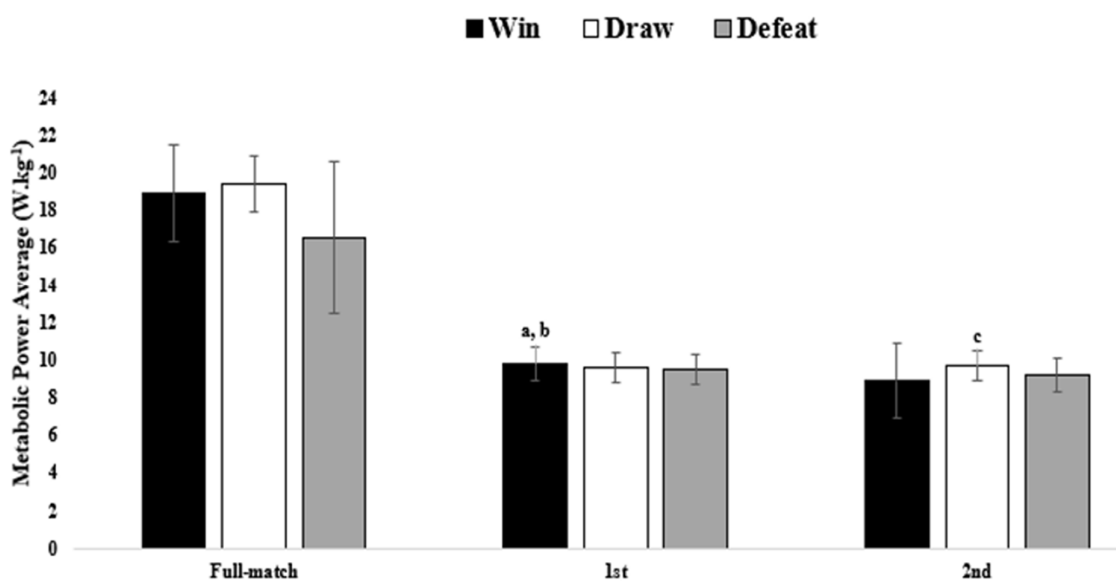 Win Draw Defeat
Metabolic Power Average (W.kg⁻¹)
24
22
20
18
16
14
12
10
8
6
4
2
0
a, b
c
Full-match 1st 2nd